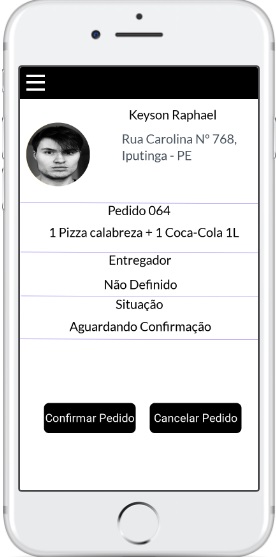 Keyson Raphael
Rua Carolina Nº 768,
Iputinga - PE
Pedido 064
1 Pizza calabreza + 1 Coca-Cola 1L
Entregador
Não Definido
Situação
Aguardando Confirmação
Confirmar Pedido
Cancelar Pedido